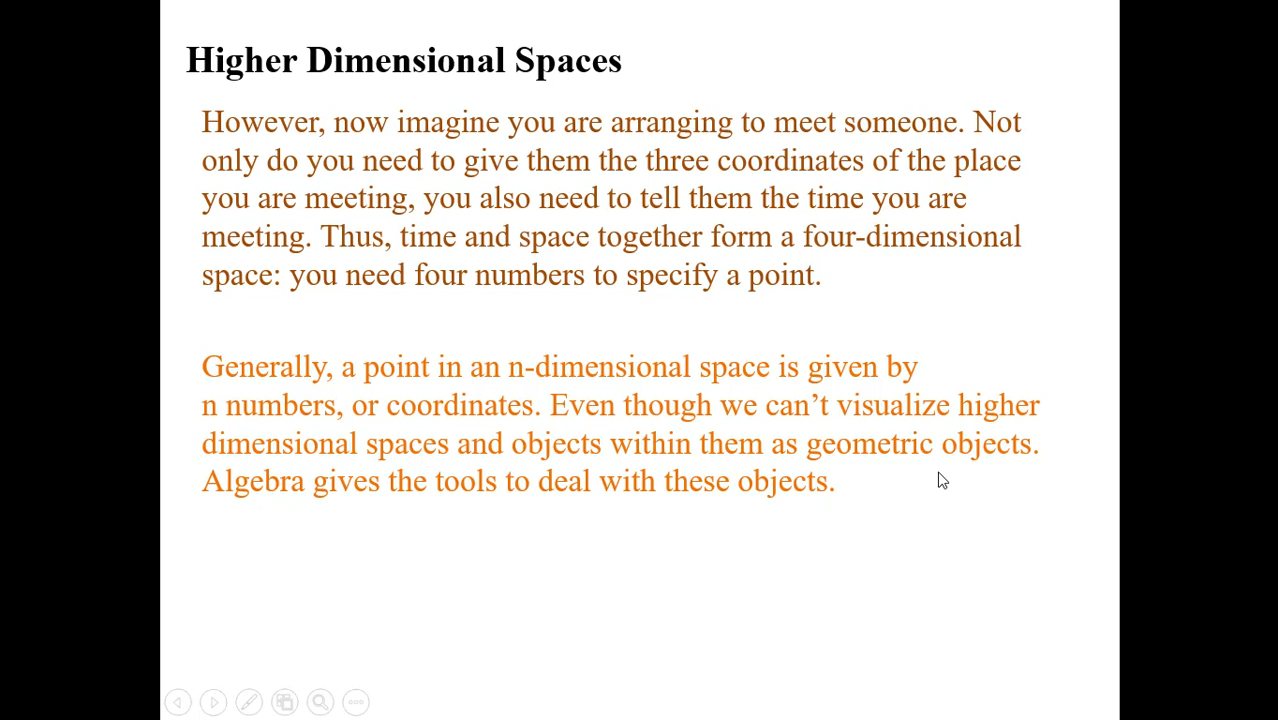 Higher Dimensional Spaces
However, now imagine you are arranging to meet someone. Not
only do you need to give them the three coordinates of the place
you are meeting, you also need to tell them the time you are
meeting. Thus, time and space together form a four-dimensional
space: you need four numbers to specify a point.
Generally, a point in an n-dimensional space is given by
n numbers, or coordinates. Even though we can’t visualize higher
dimensional spaces and objects within them as geometric objects.
Algebra gives the tools to deal with these objects.